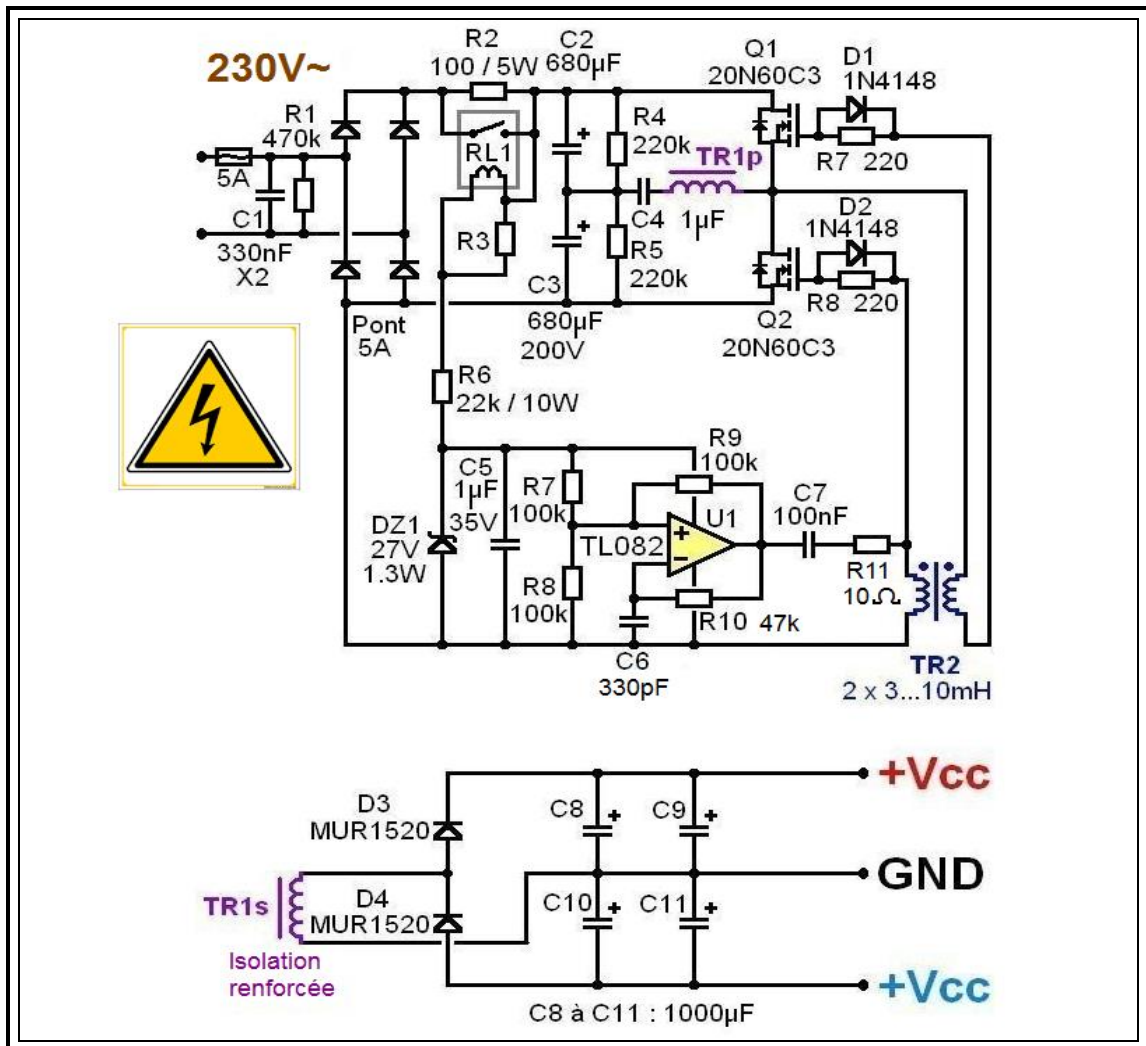 230V~
R2
100 / 5W
C2
680µF
Q1
20N60C3
D1
1N4148
R1
470k
5A
RL1
R4
220k
TR1p
R7 220
C1
330nF
X2
R3
C4
1µF
D2
1N4148
C3
680µF
200V
R5
220k
R8 220
Q2
20N60C3
Pont
5A
R6
22k / 10W
R9
100k
C5
1µF
35V
R7
100k
U1
C7
100nF
DZ1
27V
1.3W
TL082
+
−
R8
100k
R10 47k
R11
10Ω
C6
330pF
TR2
2 x 3...10mH
+Vcc
D3
MUR1520
C8
C9
GND
TR1s
D4
MUR1520
C10
C11
Isolation
renforcée
+Vcc
C8 à C11 : 1000µF